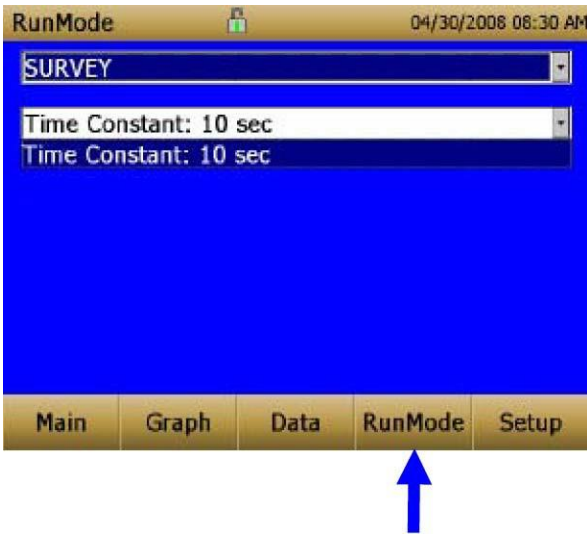 RunMode 04/30/2008 08:30 AM
SURVEY
Time Constant: 10 sec
Time Constant: 10 sec
Main Graph Data RunMode Setup